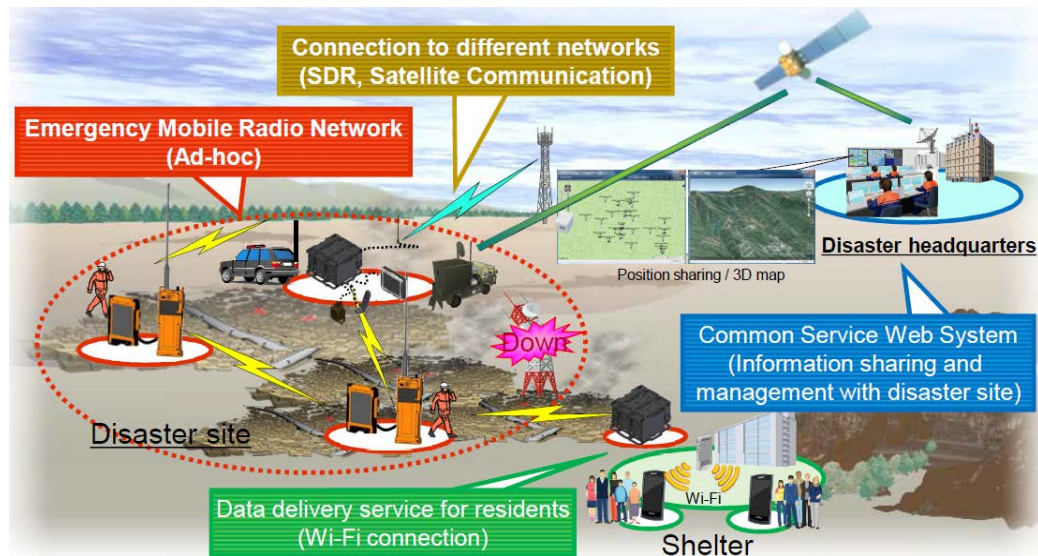 Connection to different networks
(SDR, Satellite Communication)
Emergency Mobile Radio Network
(Ad-hoc)
Position sharing / 3D map
Disaster headquarters
Common Service Web System
(Information sharing and
management with disaster site)
Down
Disaster site
Data delivery service for residents
(Wi-Fi connection)
Wi-Fi
Shelter